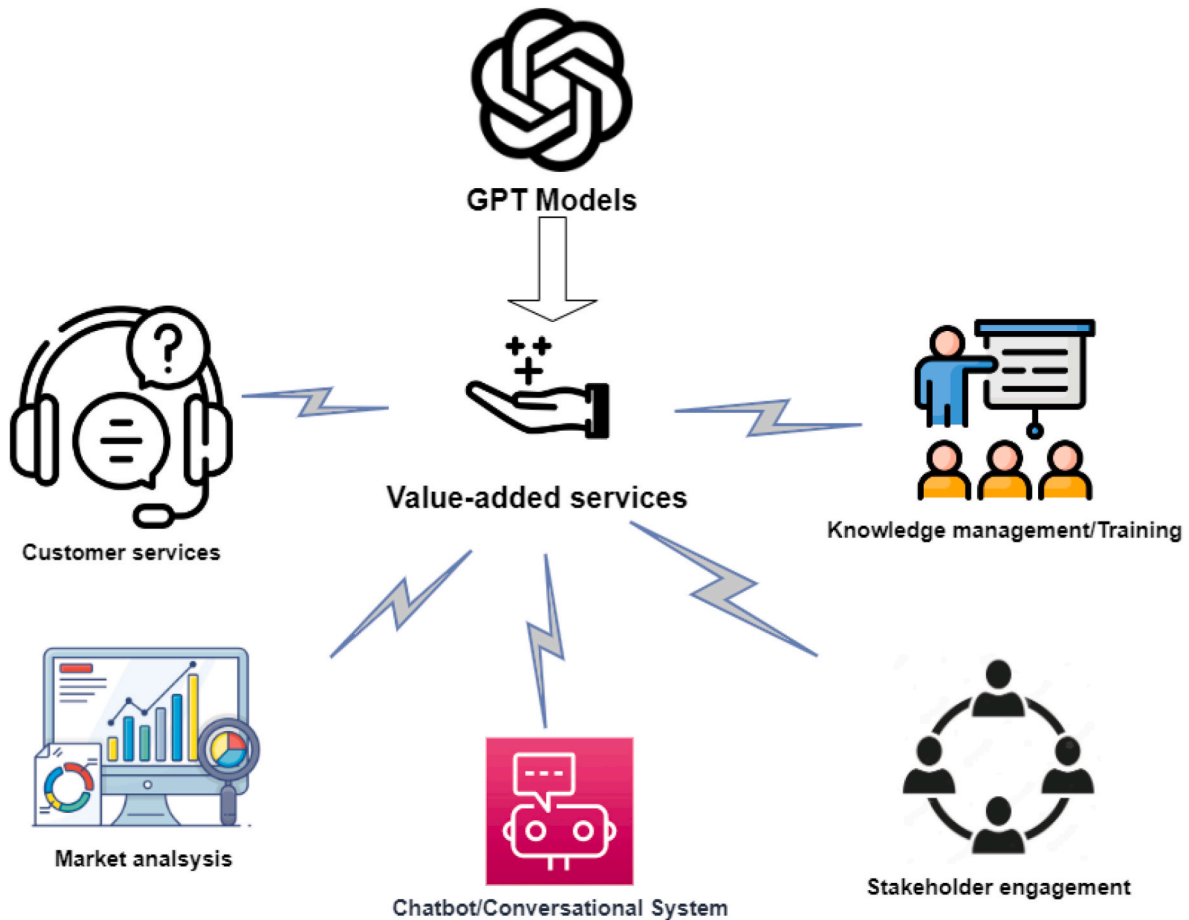 GPT Models
Value-added services
Customer services
Knowledge management/Training
Market analsysis
Chatbot/Conversational System
Stakeholder engagement